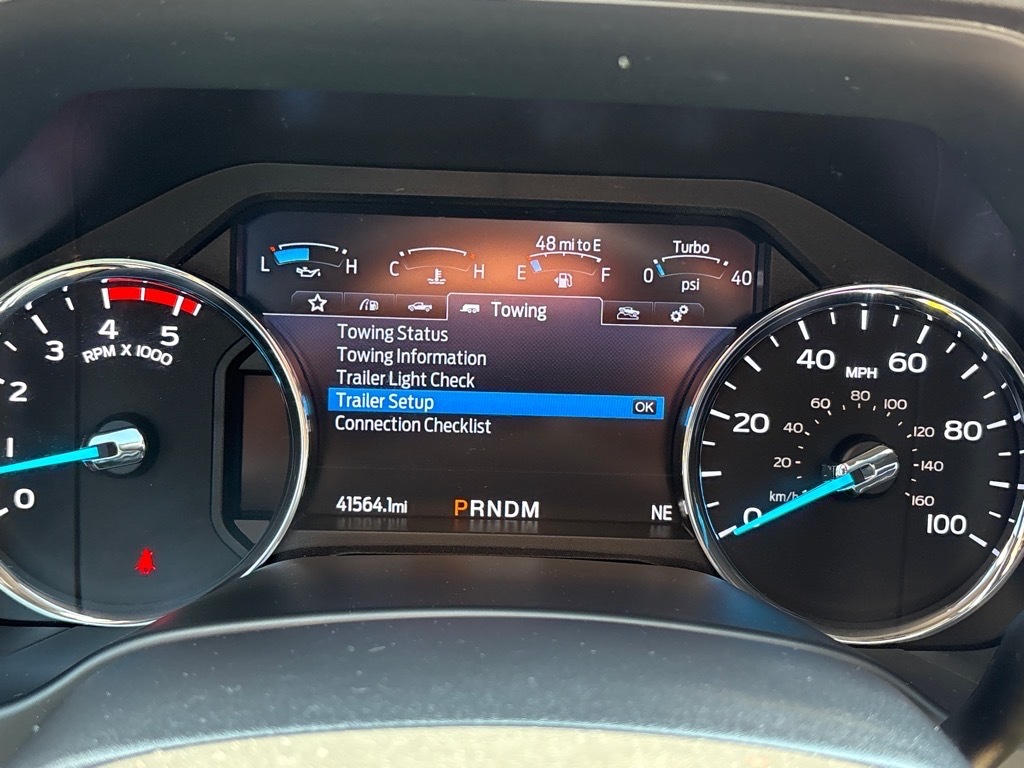 48 mi to E
Turbo
L H
C H
E F
0 40
psi
Towing
Towing Status
Towing Information
Trailer Light Check
Trailer Setup OK
Connection Checklist
41564.1mi
PRNDM
NE
0
1
2
3
4
5
RPM X 1000
0
20
40
60
80
100
MPH
20
40
60
80
100
120
140
160
km/h